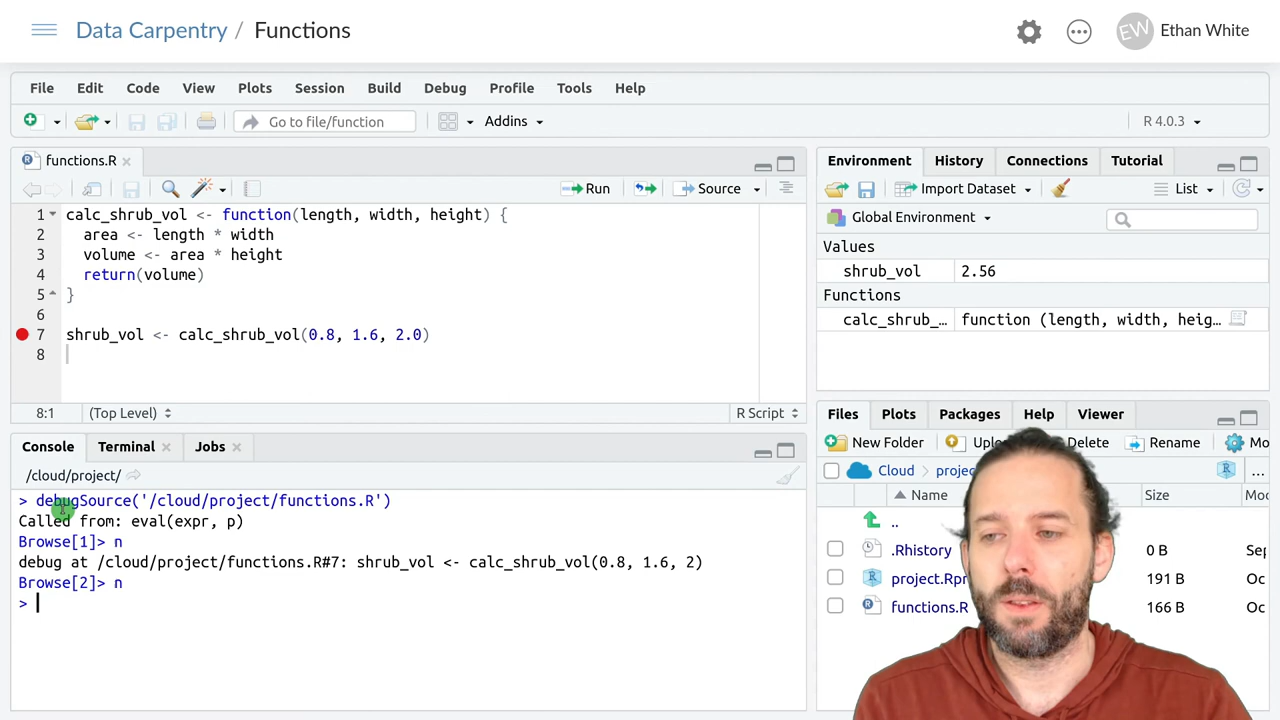 Data Carpentry / Functions
EW Ethan White
File Edit Code View Plots Session Build Debug Profile Tools Help
Go to file/function Addins R 4.0.3
functions.R
Run Source
1 calc_shrub_vol <- function(length, width, height) {
2 area <- length * width
3 volume <- area * height
4 return(volume)
5 }
6
7 shrub_vol <- calc_shrub_vol(0.8, 1.6, 2.0)
8
8:1 (Top Level) R Script
Console Terminal Jobs
/cloud/project/
> debugSource('/cloud/project/functions.R')
Called from: eval(expr, p)
Browse[1]> n
debug at /cloud/project/functions.R#7: shrub_vol <- calc_shrub_vol(0.8, 1.6, 2)
Browse[2]> n
>
Environment History Connections Tutorial
Import Dataset List
Global Environment
Values
shrub_vol 2.56
Functions
calc_shrub_… function (length, width, heig…
Files Plots Packages Help Viewer
New Folder Delete Rename
Cloud
Name Size
..
.Rhistory 0 B
191 B
functions.R 166 B